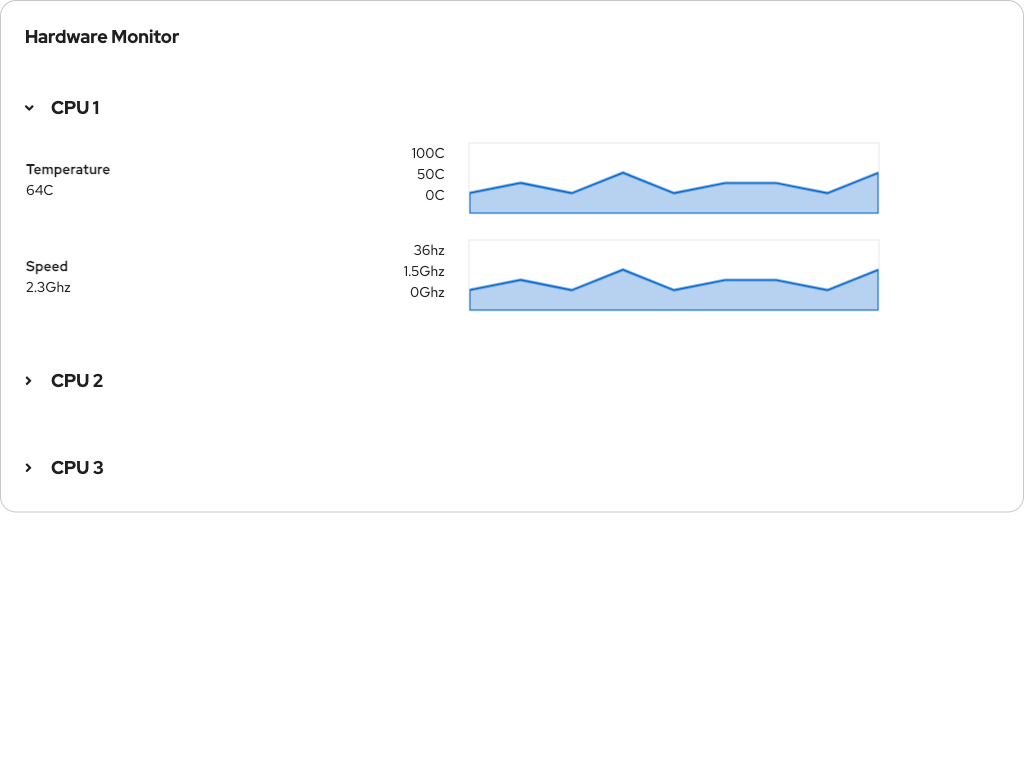 Hardware Monitor
CPU 1
Temperature
64C
100C
50C
0C
Speed
2.3Ghz
36hz
1.5Ghz
0Ghz
CPU 2
CPU 3